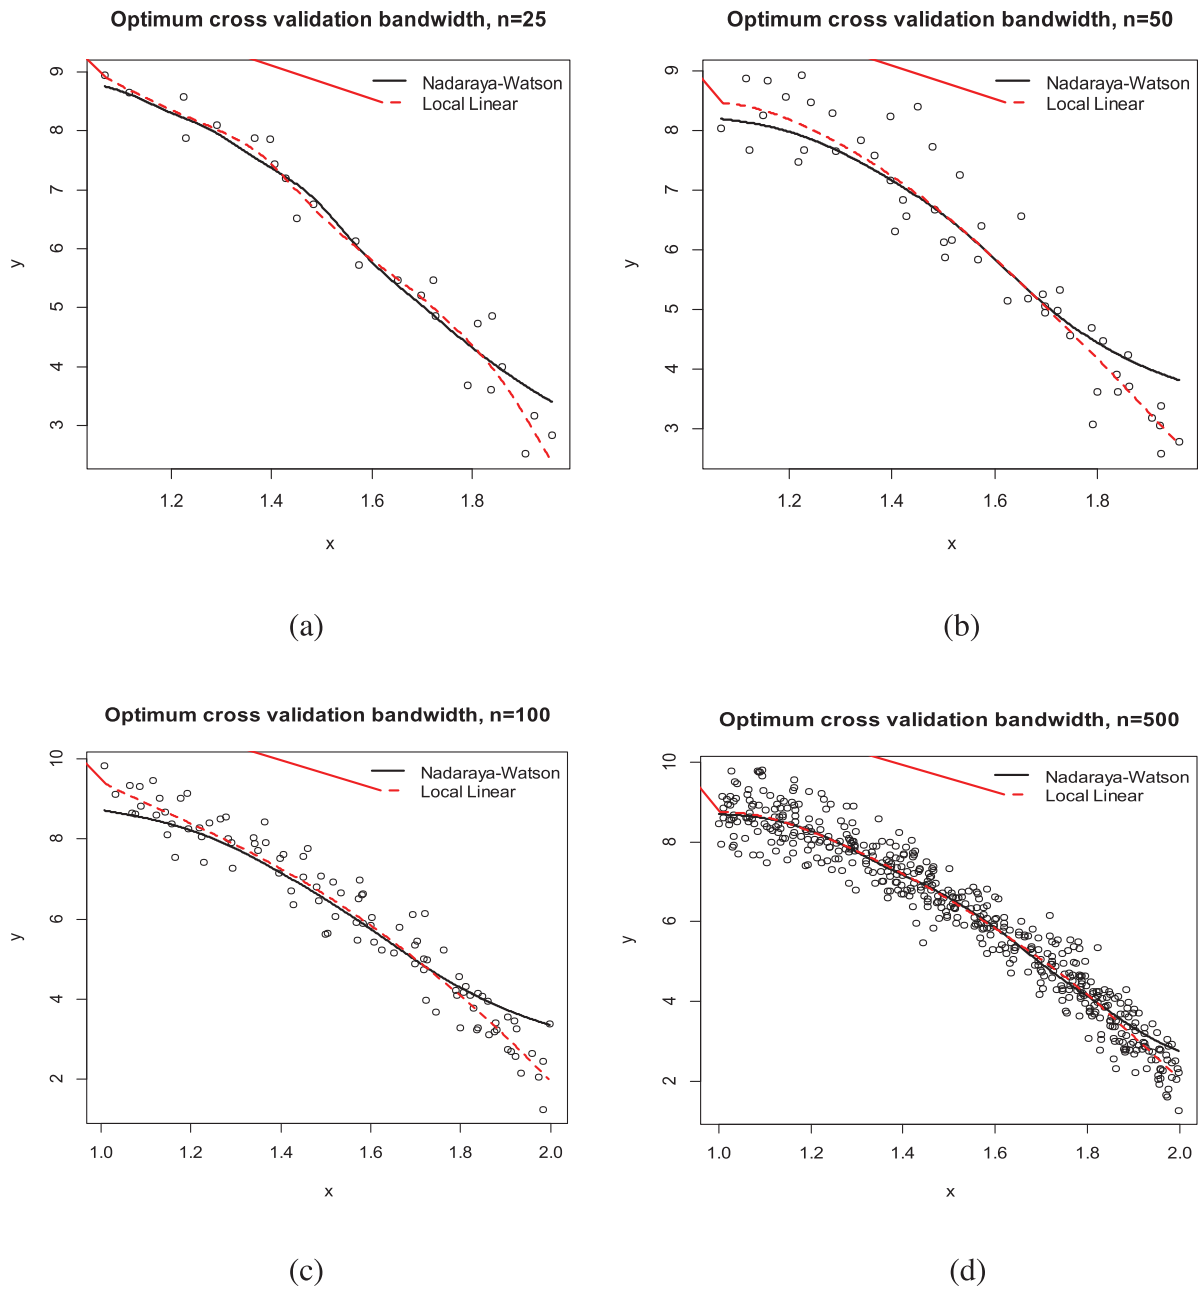 Optimum cross validation bandwidth, n=25
Nadaraya-Watson
Local Linear
9
8
7
6
5
4
3
y
1.2 1.4 1.6 1.8
x
(a)
Optimum cross validation bandwidth, n=50
Nadaraya-Watson
Local Linear
9
8
7
6
5
4
3
y
1.2 1.4 1.6 1.8
x
(b)
Optimum cross validation bandwidth, n=100
Nadaraya-Watson
Local Linear
10
8
6
4
2
y
1.0 1.2 1.4 1.6 1.8 2.0
x
(c)
Optimum cross validation bandwidth, n=500
Nadaraya-Watson
Local Linear
10
8
6
4
2
y
1.0 1.2 1.4 1.6 1.8 2.0
x
(d)